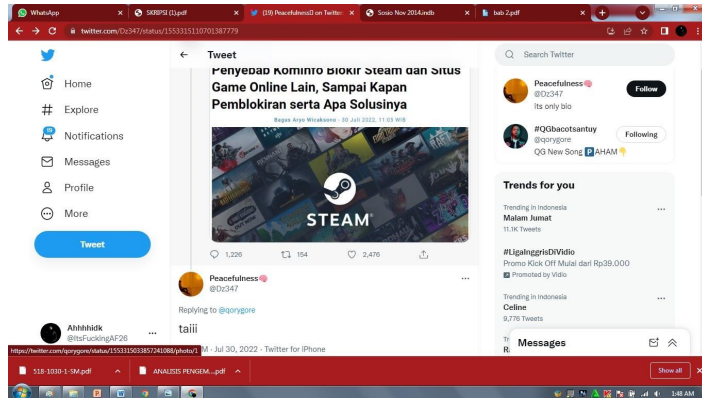 WhatsApp
SKRIPSI (1).pdf
(19) Peacefulnessⵊⵊ on Twitter:
Sosio Nov 2014.indb
bab 2.pdf
twitter.com/Dz347/status/1553315110701387779
Home
Explore
Notifications
Messages
Profile
More
Tweet
Ahhhhidk
@ItsFuckingAF26
https://twitter.com/qorygore/status/1553315033857241088/photo/1
Tweet
Penyebab Kominfo Blokir Steam dan Situs
Game Online Lain, Sampai Kapan
Pemblokiran serta Apa Solusinya
Bagas Aryo Wicaksono - 30 Juli 2022, 11:03 WIB
STEAM
1,226
154
2,476
Peacefulness🧠
@Dz347
Replying to @qorygore
taiii
M · Jul 30, 2022 · Twitter for iPhone
Search Twitter
Peacefulness🧠
@Dz347
Follow
Its only bio
#QGbacotsantuy
@qorygore
Following
QG New Song 🅿️AHAM👇
Trends for you
Trending in Indonesia
Malam Jumat
11.1K Tweets
#LigaInggrisDiVidio
Promo Kick Off Mulai dari Rp39.000
Promoted by Vidio
Trending in Indonesia
Celine
9,776 Tweets
Messages
518-1030-1-SM.pdf
ANALISIS PENGEM....pdf
Show all
1:48 AM